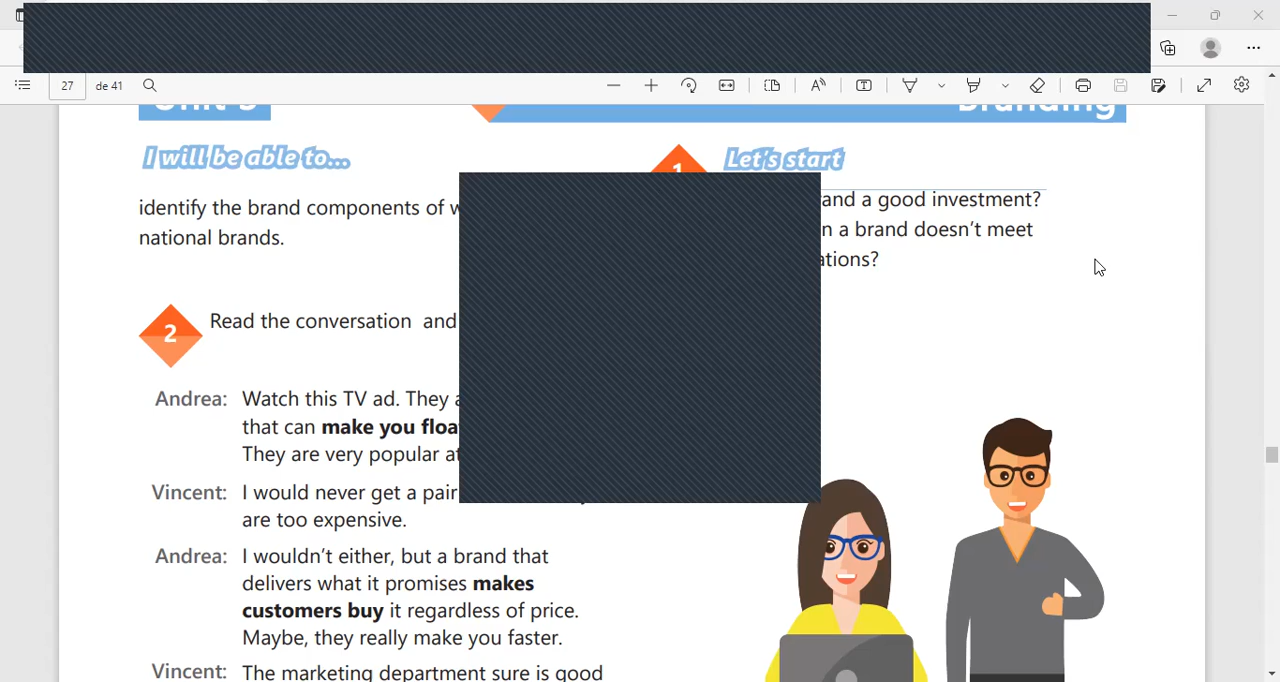 27 de 41
Branding
I will be able to...
Let's start
1
identify the brand components of
national brands.
and a good investment?
a brand doesn't meet
2
Read the conversation and
Andrea: Watch this TV ad. They
that can make you
They are very popular
Vincent: I would never get a pair
are too expensive.
Andrea: I wouldn't either, but a brand that
delivers what it promises makes
customers buy it regardless of price.
Maybe, they really make you faster.
Vincent: The marketing department sure is good